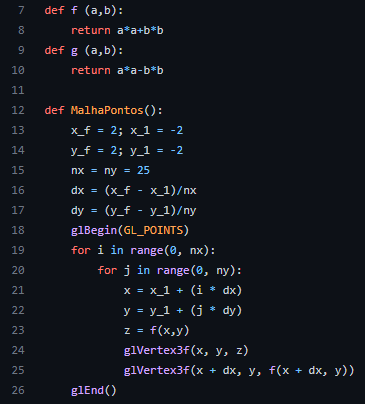 7 def f (a,b):
8     return a*a+b*b
9 def g (a,b):
10     return a*a-b*b
11
12 def MalhaPontos():
13     x_f = 2; x_1 = -2
14     y_f = 2; y_1 = -2
15     nx = ny = 25
16     dx = (x_f - x_1)/nx
17     dy = (y_f - y_1)/ny
18     glBegin(GL_POINTS)
19     for i in range(0, nx):
20         for j in range(0, ny):
21             x = x_1 + (i * dx)
22             y = y_1 + (j * dy)
23             z = f(x,y)
24             glVertex3f(x, y, z)
25             glVertex3f(x + dx, y, f(x + dx, y))
26     glEnd()